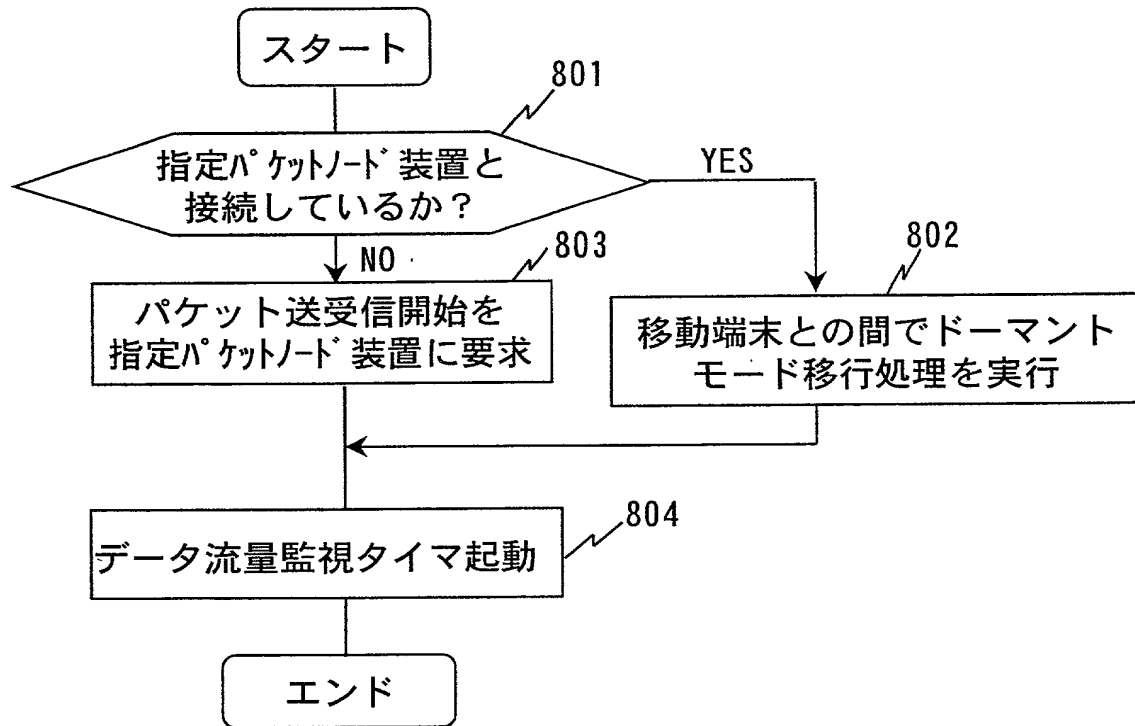 スタート
801
指定ﾊﾟｹｯﾄﾉｰﾄﾞ装置と
接続しているか？
YES
NO
803
802
パケット送受信開始を
指定ﾊﾟｹｯﾄﾉｰﾄﾞ装置に要求
移動端末との間でドーマント
モード移行処理を実行
804
データ流量監視タイマ起動
エンド